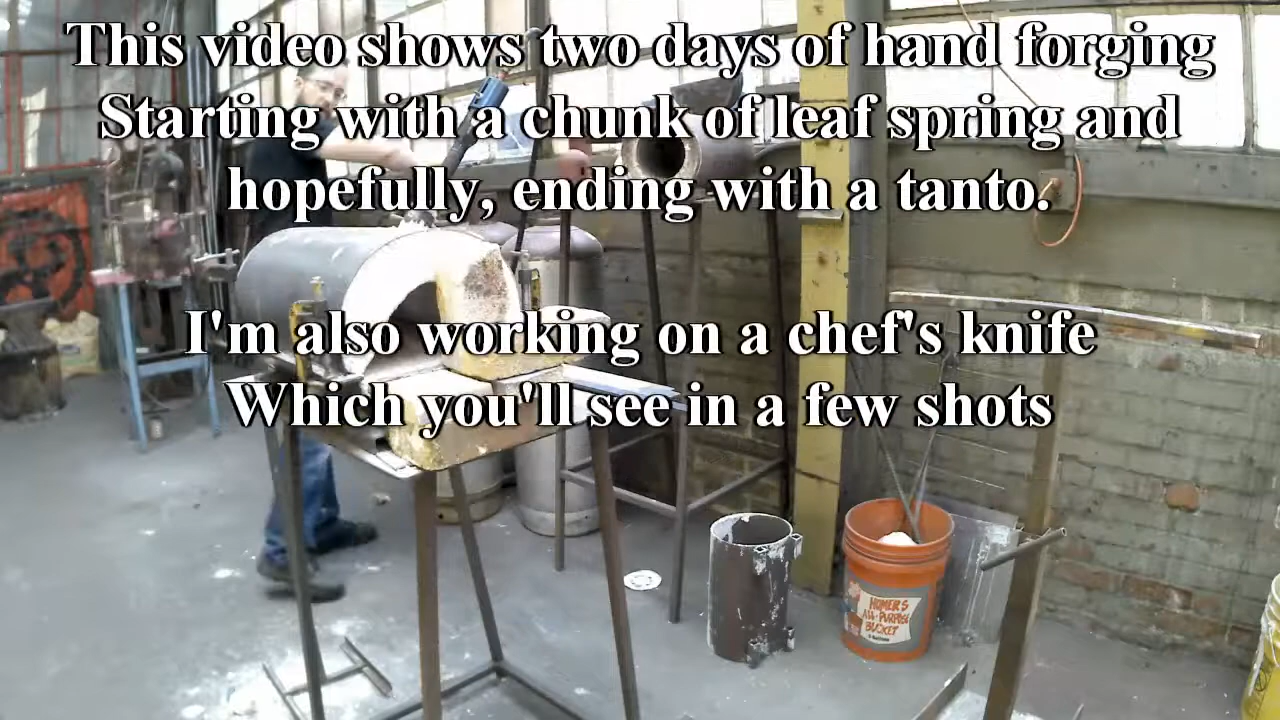 This video shows two days of hand forging
Starting with a chunk of leaf spring and
hopefully, ending with a tanto.
I'm also working on a chef's knife
Which you'll see in a few shots
HOMER'S
ALL-PURPOSE
BUCKET